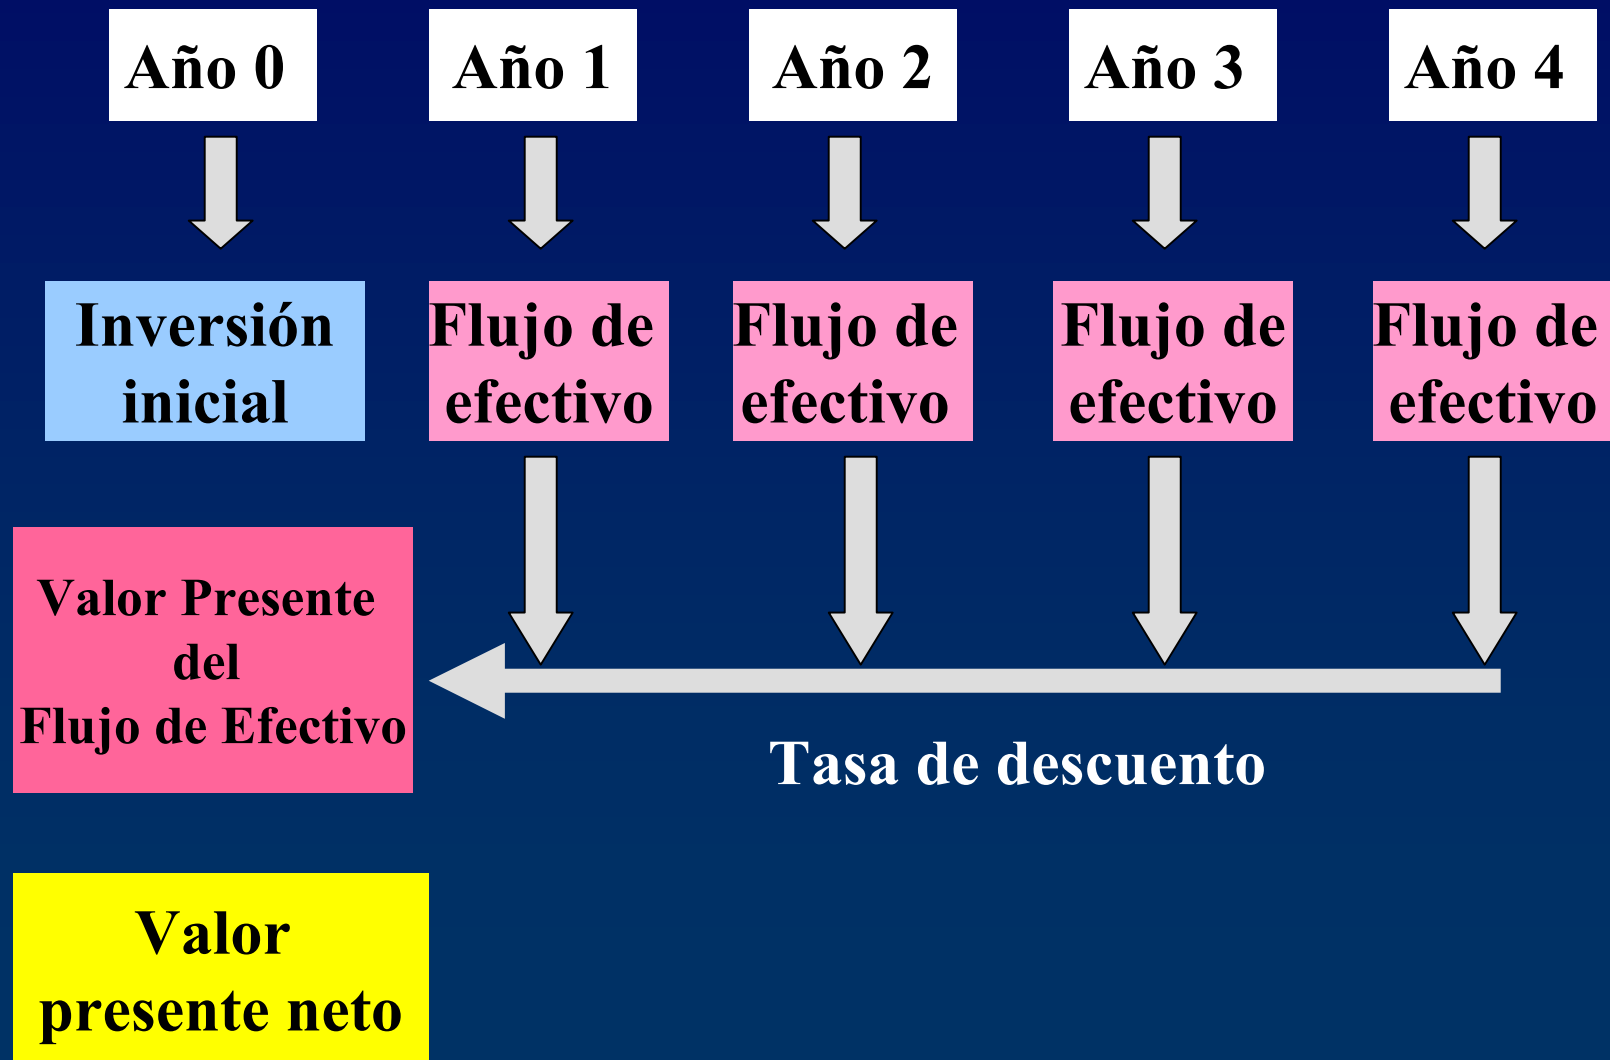 Año 0
Año 1
Año 2
Año 3
Año 4
Inversión
inicial
Flujo de
efectivo
Flujo de
efectivo
Flujo de
efectivo
Flujo de
efectivo
Valor Presente
del
Flujo de Efectivo
Tasa de descuento
Valor
presente neto